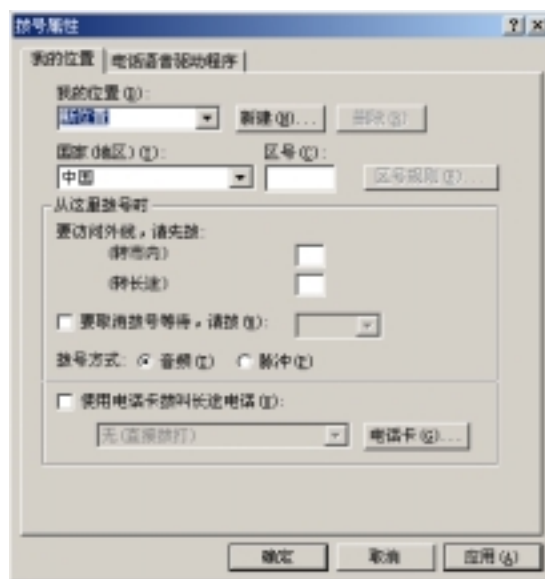 拨号属性
我的位置 电话语音驱动程序
我的位置(D):
新位置 新建(N)... 删除(R)
国家(地区)(T): 区号(C):
中国 区号规则(E)...
从这里拨号时
要访问外线，请先拨:
(转市内)
(转长途)
要取消拨号等待，请拨(W):
拨号方式: 音频(T) 脉冲(P)
使用电话卡拨叫长途电话(X):
无(直接拨打) 电话卡(G)...
确定 取消 应用(A)